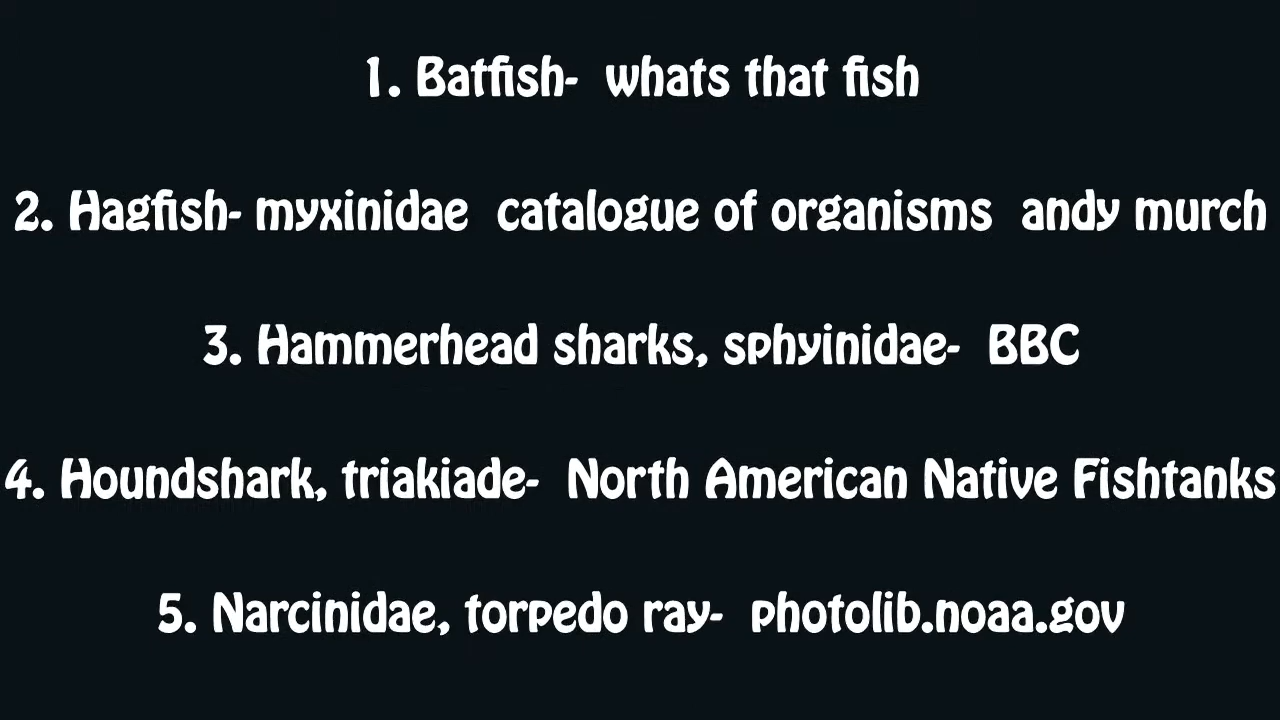 1. Batfish-  whats that fish
2. Hagfish- myxinidae  catalogue of organisms  andy murch
3. Hammerhead sharks, sphyinidae-  BBC
4. Houndshark, triakiade-  North American Native Fishtanks
5. Narcinidae, torpedo ray-  photolib.noaa.gov